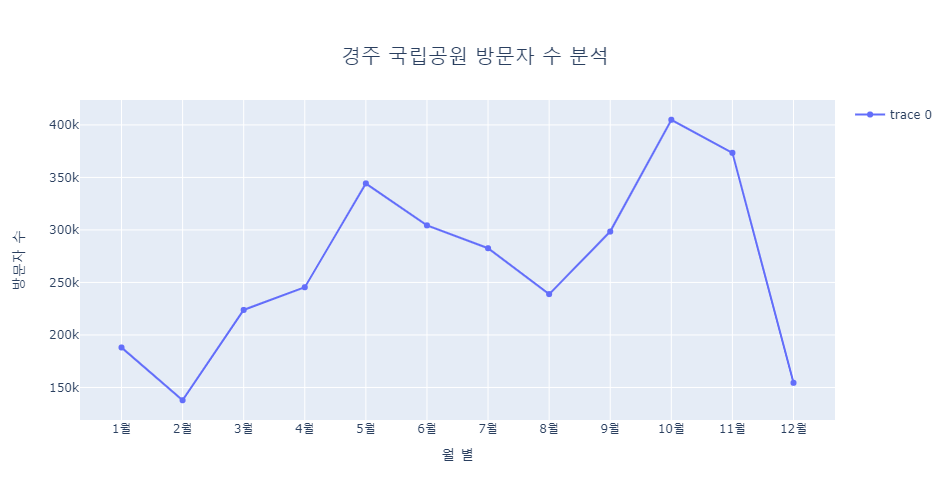 경주 국립공원 방문자 수 분석
trace 0
400k
350k
300k
250k
200k
150k
방문자 수
1월 2월 3월 4월 5월 6월 7월 8월 9월 10월 11월 12월
월 별